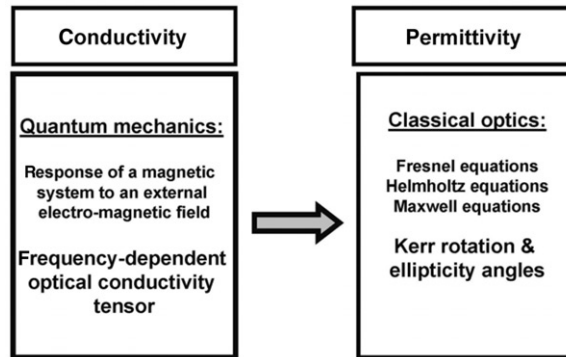 Conductivity
Quantum mechanics:
Response of a magnetic
system to an external
electro-magnetic field
Frequency-dependent
optical conductivity
tensor
Permittivity
Classical optics:
Fresnel equations
Helmholtz equations
Maxwell equations
Kerr rotation &
ellipticity angles